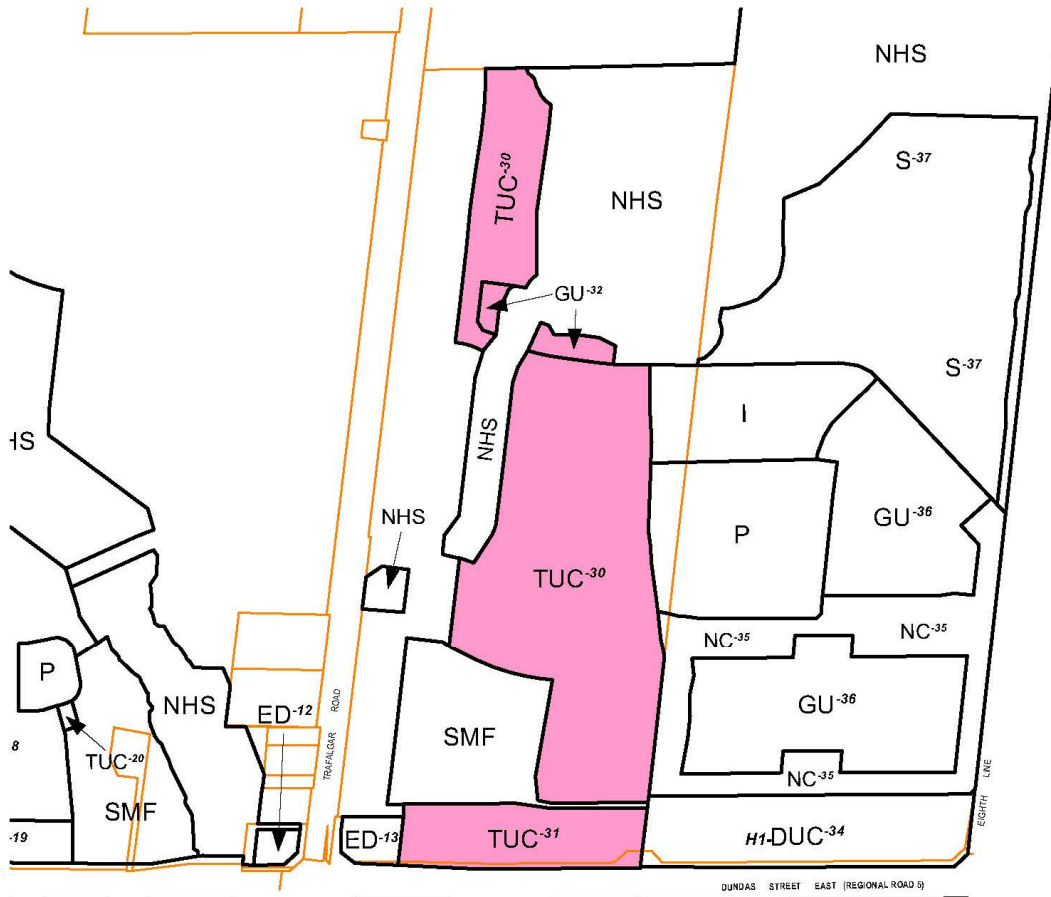 NHS
S-37
TUC-30
NHS
GU-32
S-37
I
HS
NHS
GU-36
NHS
P
TUC-30
NC-35
NC-35
P
NHS
GU-36
ED-12
TRAFALGAR ROAD
SMF
8
TUC-20
NC-35
EIGHTH LINE
SMF
-19
ED-13
TUC-31
H1-DUC-34
DUNDAS STREET EAST (REGIONAL ROAD 5)